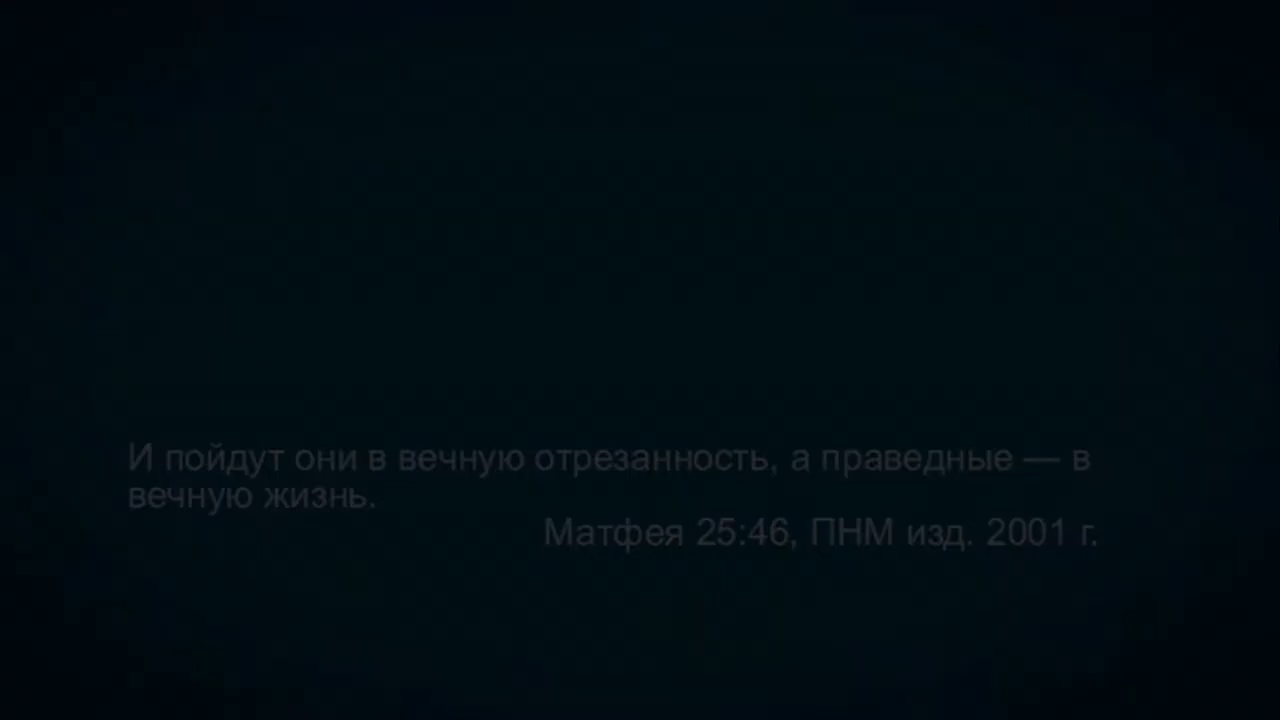 И пойдут они в вечную отрезанность, а праведные — в
вечную жизнь.
Матфея 25:46, ПНМ изд. 2001 г.